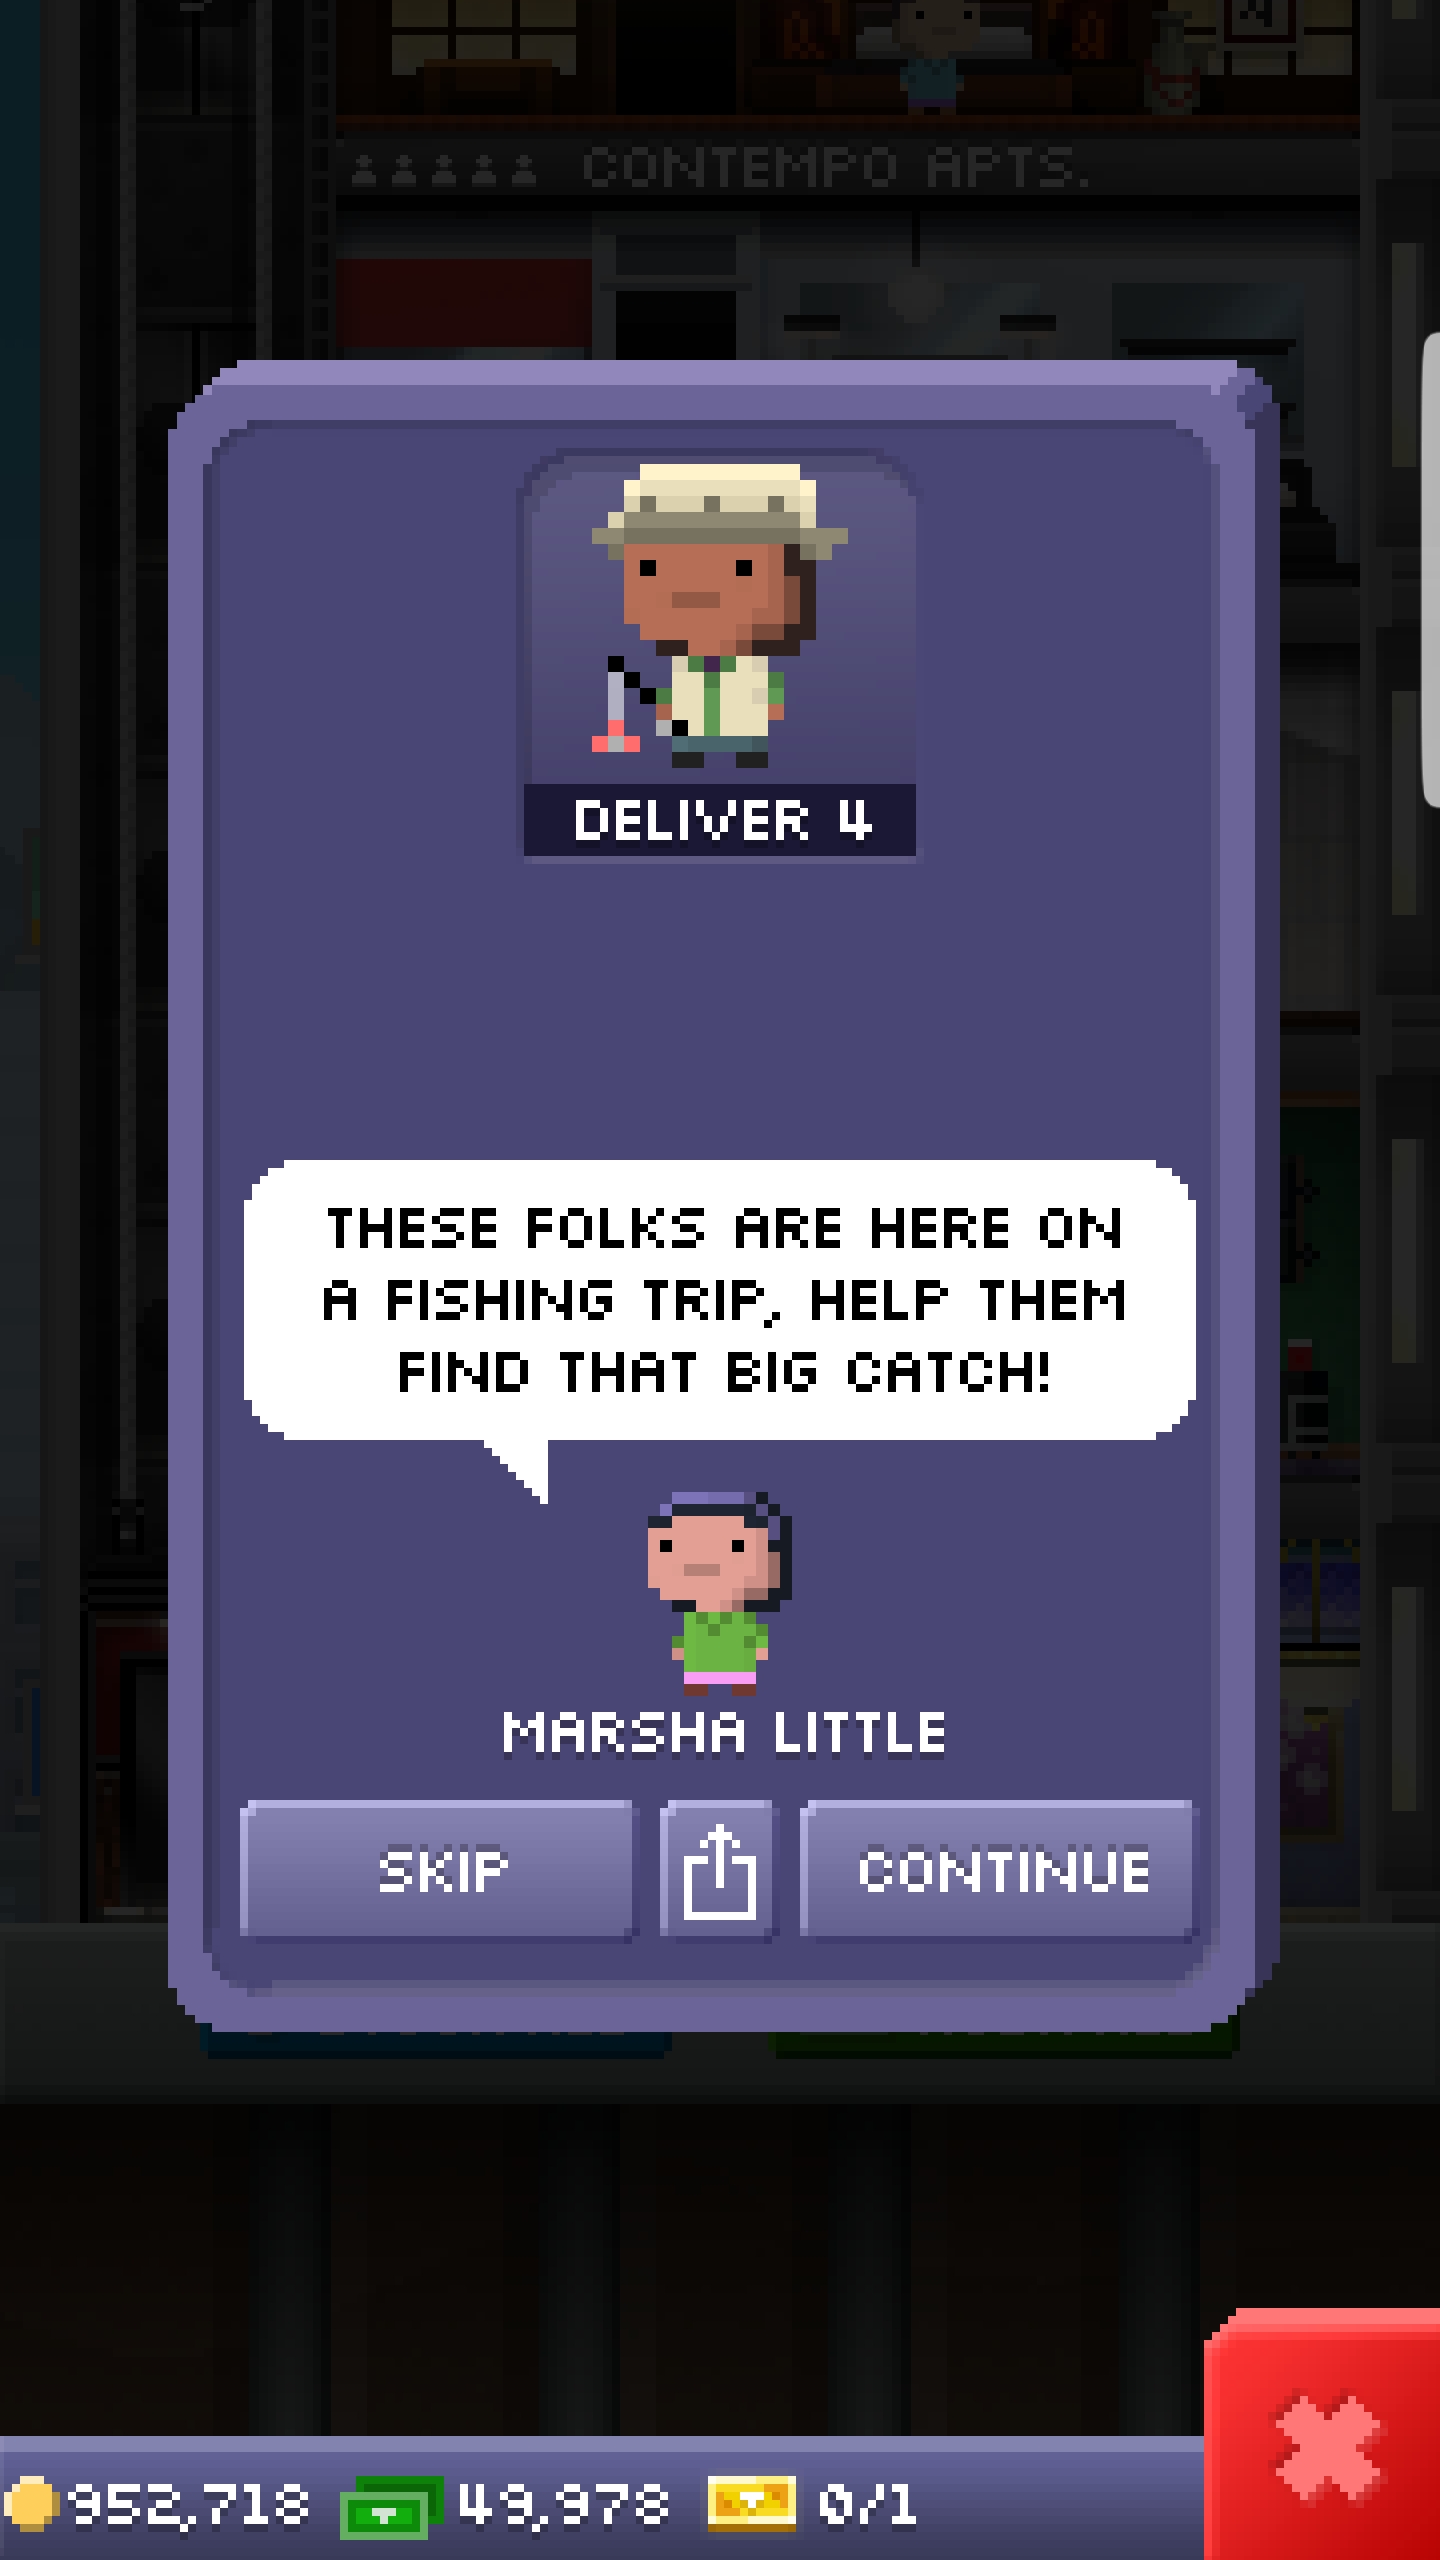 CONTEMPO APTS.
DELIVER 4
THESE FOLKS ARE HERE ON
A FISHING TRIP, HELP THEM
FIND THAT BIG CATCH!
MARSHA LITTLE
SKIP
CONTINUE
952,718 49,978 0/1